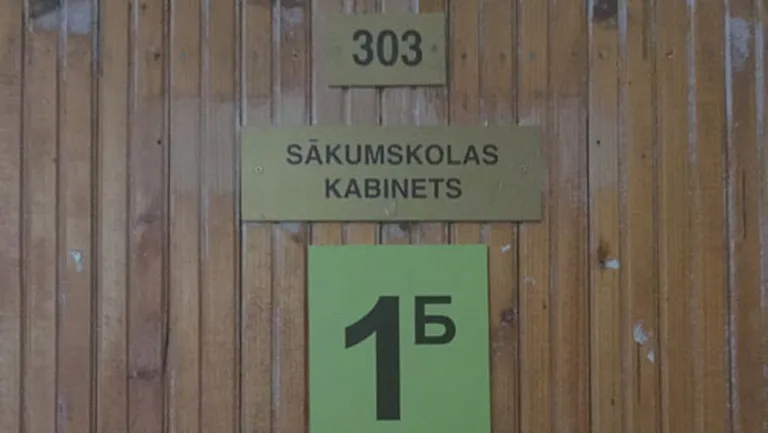 303
SĀKUMSKOLAS
KABINETS
1Б